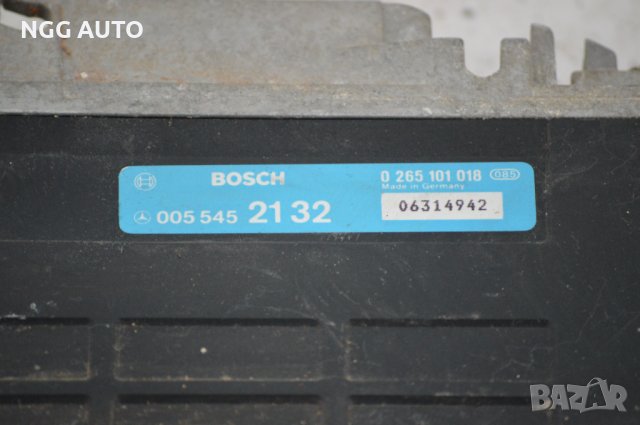 NGG AUTO
BOSCH
0 265 101 018 085
Made in Germany
005 545 21 32
06314942
BAZAR